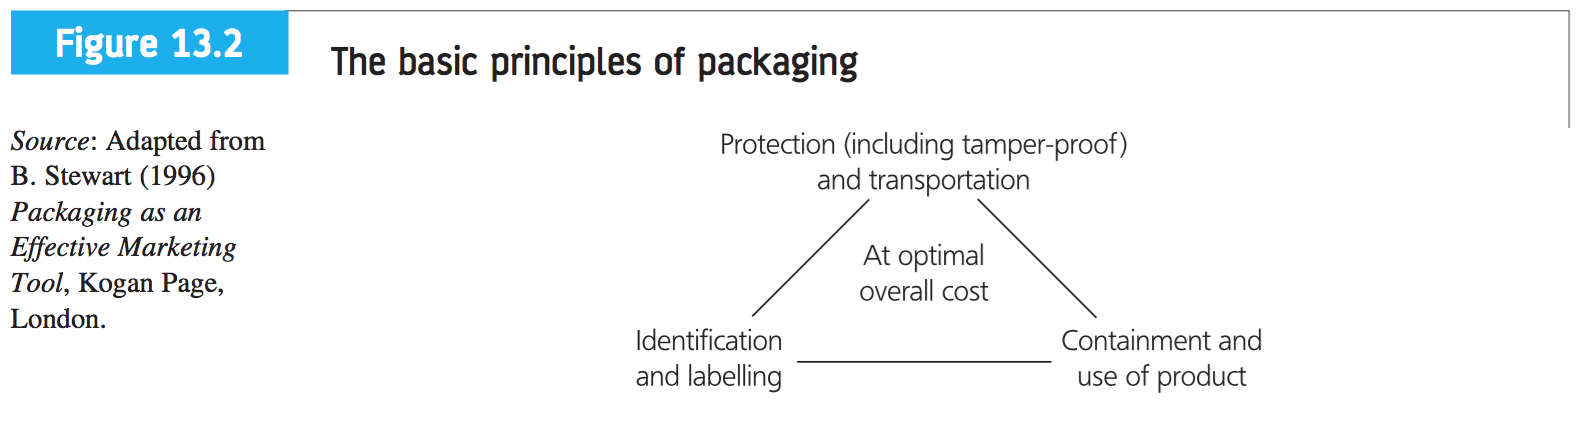 Figure 13.2
The basic principles of packaging
Source: Adapted from
B. Stewart (1996)
Packaging as an
Effective Marketing
Tool, Kogan Page,
London.
Protection (including tamper-proof)
and transportation
At optimal
overall cost
Identification
and labelling
Containment and
use of product